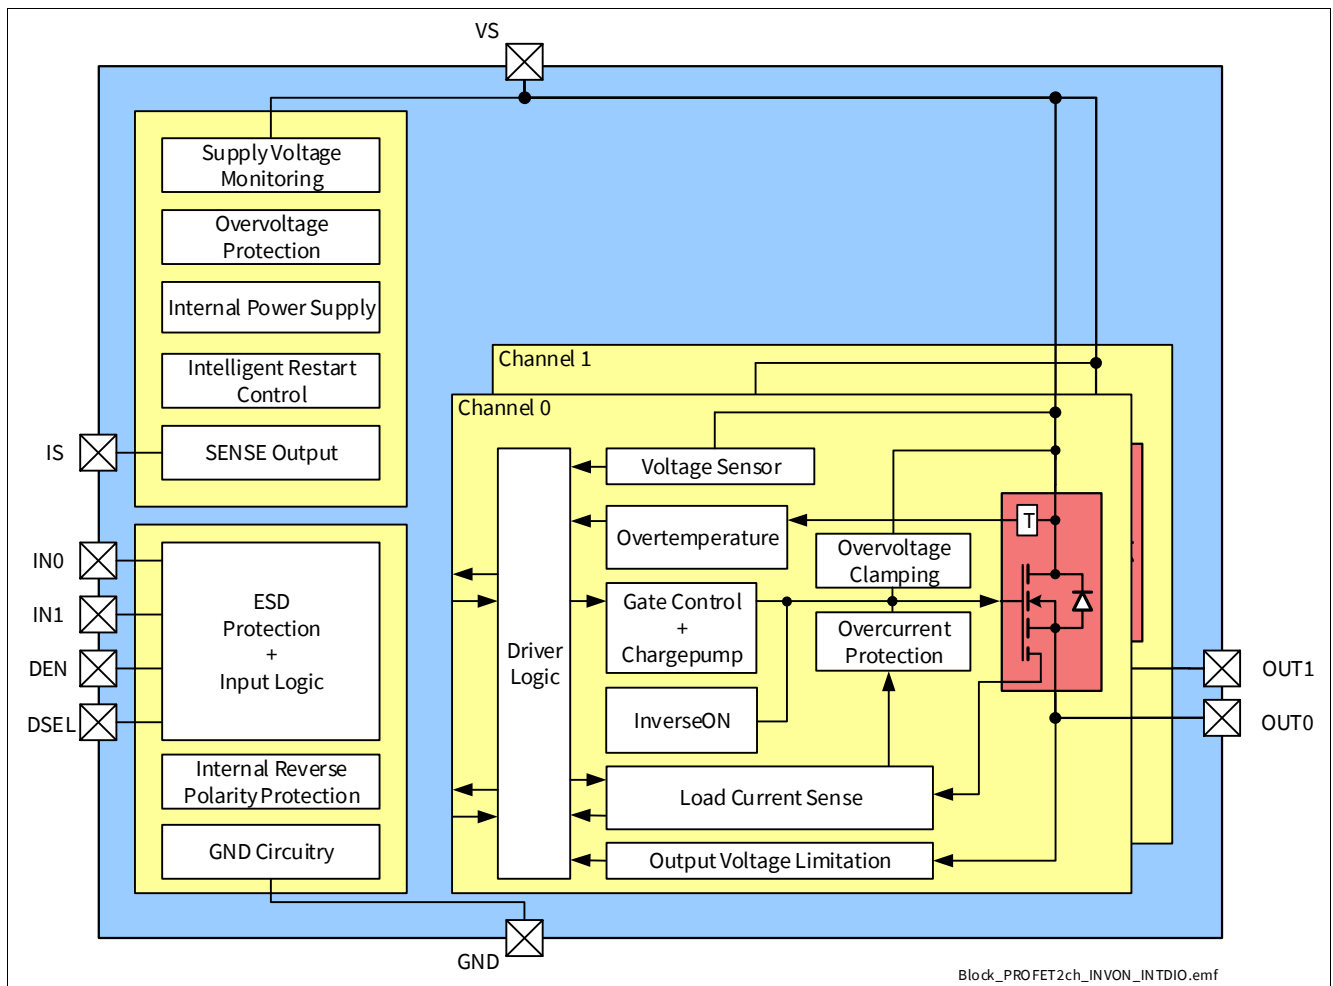 VS
Supply Voltage
Monitoring
Overvoltage
Protection
Internal Power Supply
Intelligent Restart
Control
SENSE Output
IS
IN0
IN1
DEN
DSEL
ESD
Protection
+
Input Logic
Internal Reverse
Polarity Protection
GND Circuitry
GND
Channel 1
Channel 0
Driver
Logic
Voltage Sensor
Overtemperature
Overvoltage
Clamping
Gate Control
+
Chargepump
Overcurrent
Protection
InverseON
Load Current Sense
Output Voltage Limitation
T
OUT1
OUT0
Block_PROFET2ch_INVON_INTDIO.emf